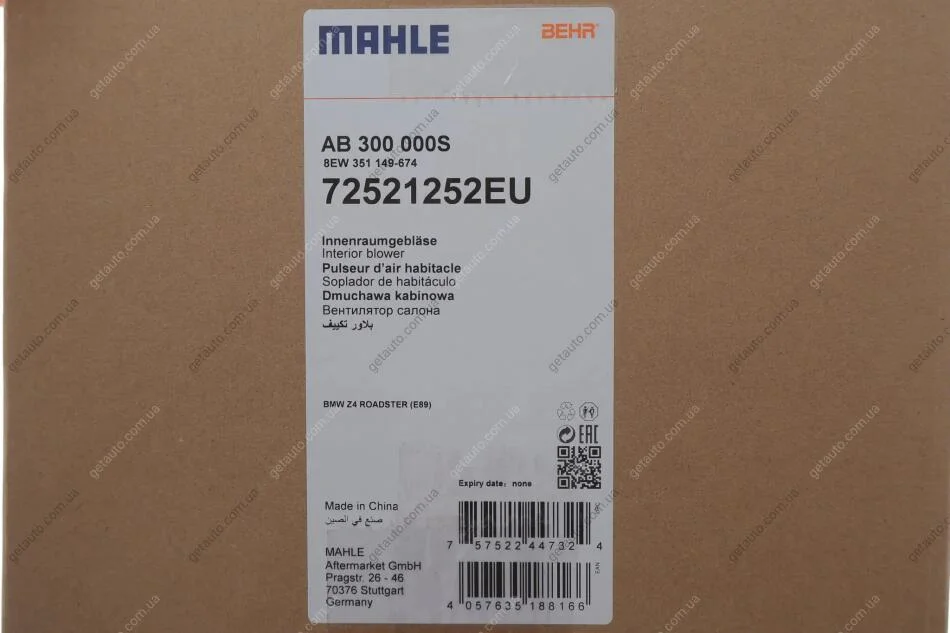 MAHLE
BEHR®
AB 300 000S
8EW 351 149-674
72521252EU
Innenraumgebläse
Interior blower
Pulseur d'air habitacle
Soplador de habitáculo
Dmuchawa kabinowa
Вентилятор салона
بلاور تكييف
BMW Z4 ROADSTER (E89)
EAC
Expiry date: none
Made in China
صنع في الصين
7 57522 44732 4
MAHLE
Aftermarket GmbH
Pragstr. 26 - 46
70376 Stuttgart
Germany
EAN
4 057635 188166
getauto.com.ua